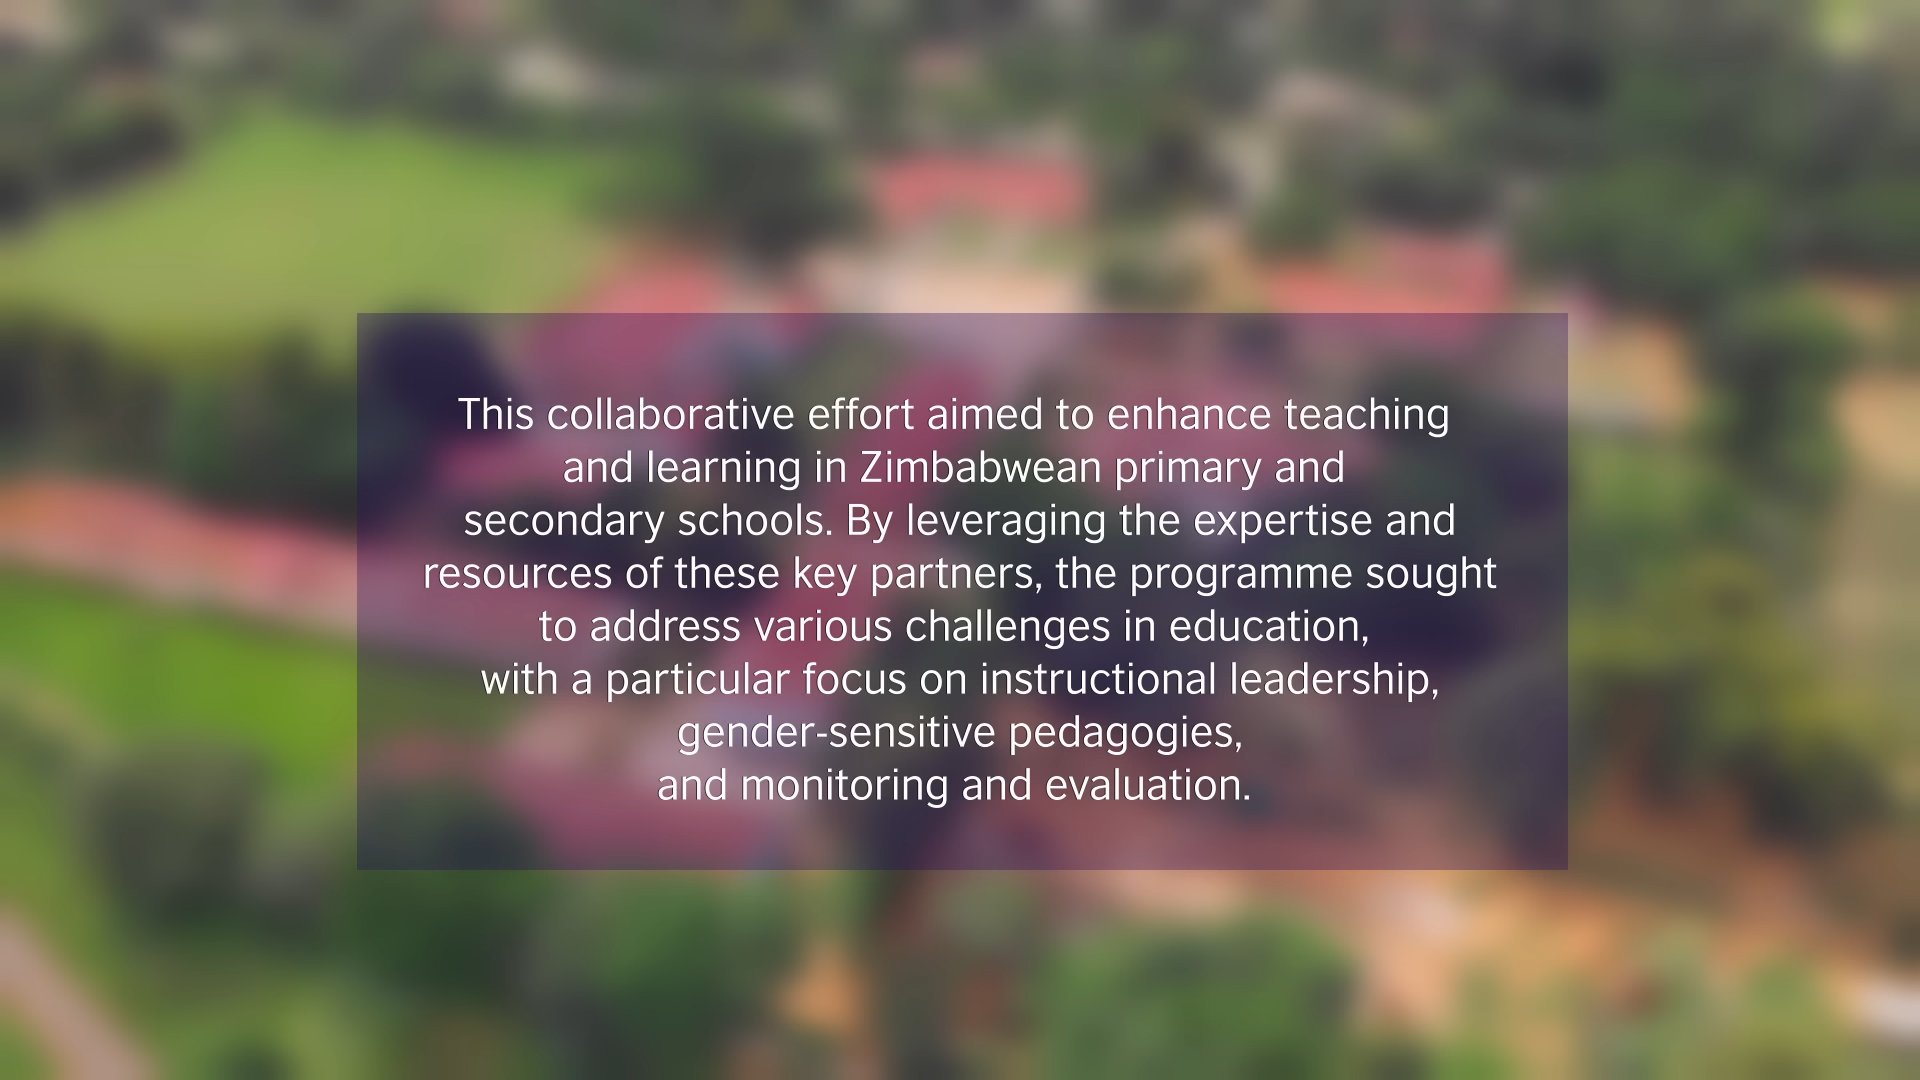 This collaborative effort aimed to enhance teaching
and learning in Zimbabwean primary and
secondary schools. By leveraging the expertise and
resources of these key partners, the programme sought
to address various challenges in education,
with a particular focus on instructional leadership,
gender-sensitive pedagogies,
and monitoring and evaluation.